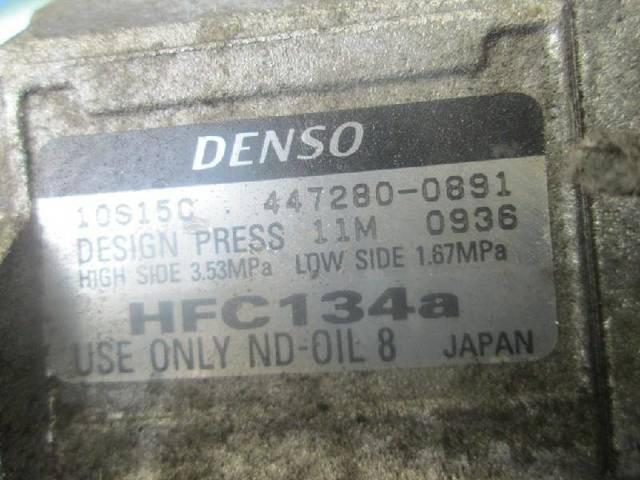 DENSO
10S15C 447280-0891
DESIGN PRESS 11M 0936
HIGH SIDE 3.53MPa LOW SIDE 1.67MPa
HFC134a
USE ONLY ND-OIL 8 JAPAN